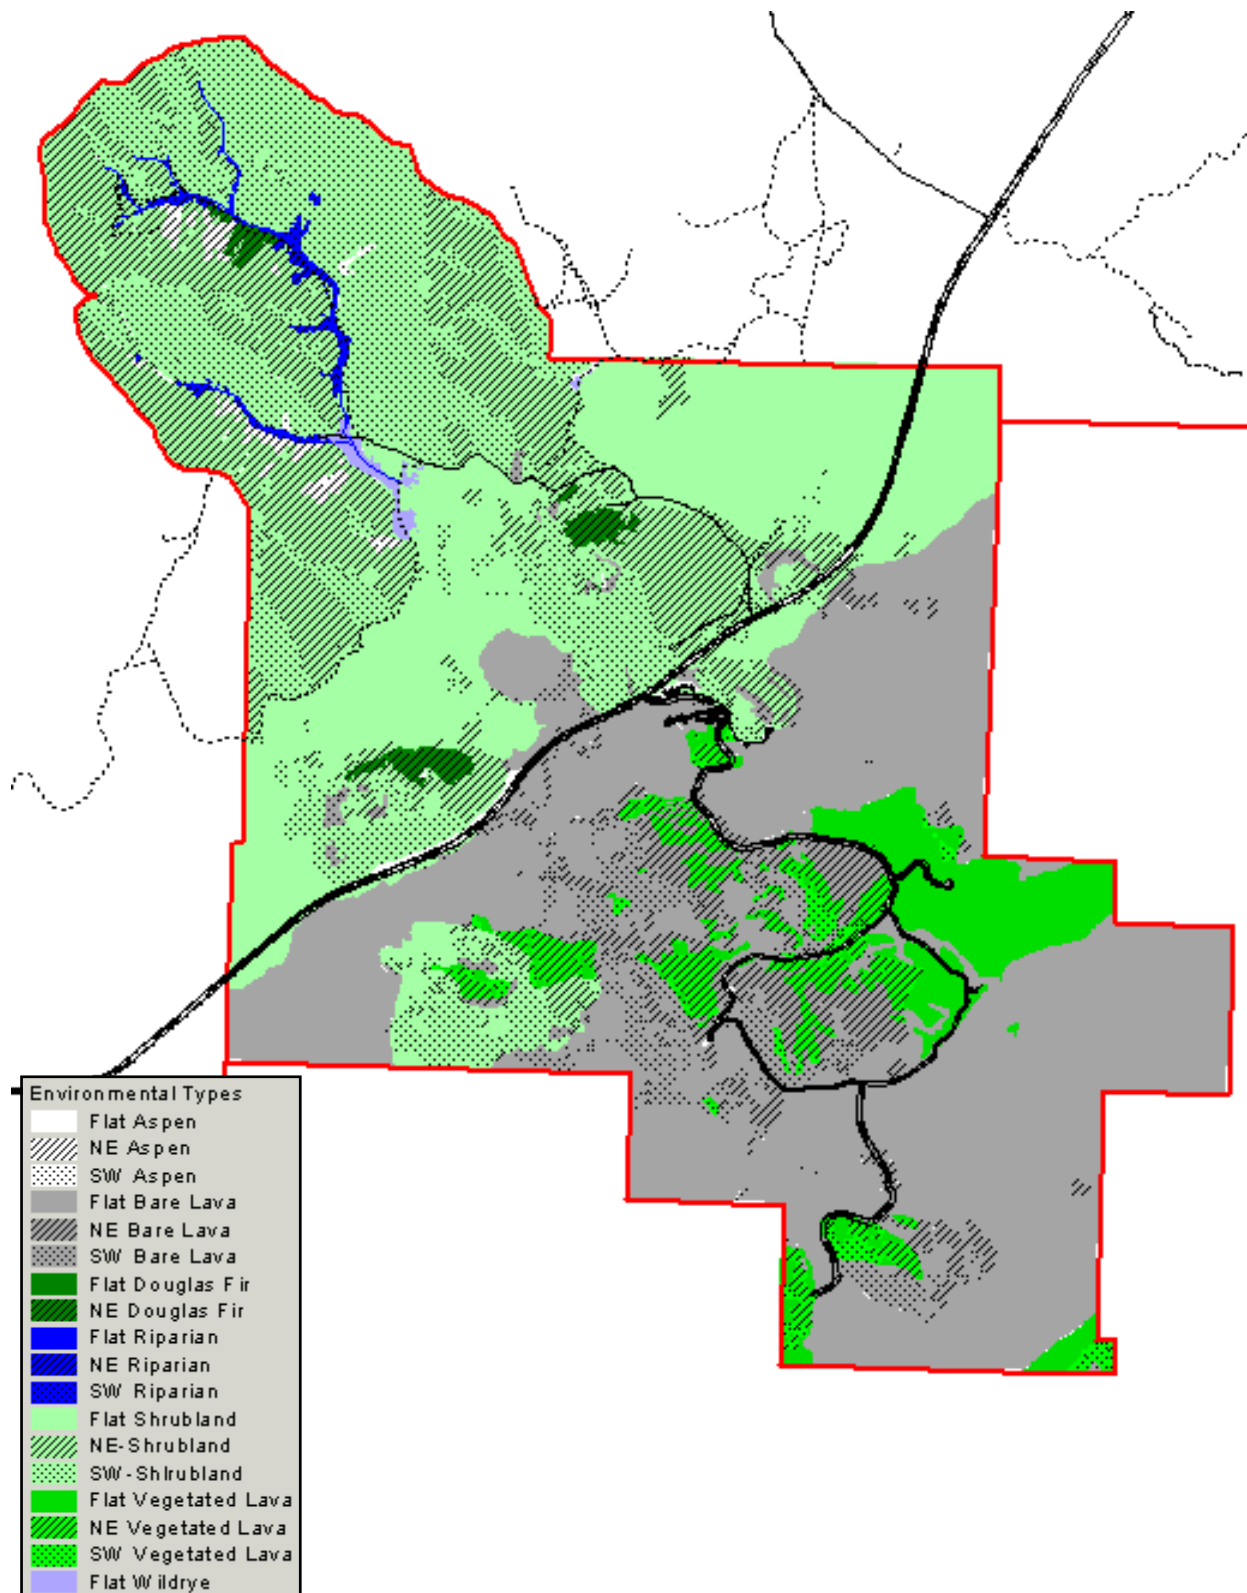 Environmental Types
Flat Aspen
NE Aspen
SW Aspen
Flat Bare Lava
NE Bare Lava
SW Bare Lava
Flat Douglas Fir
NE Douglas Fir
Flat Riparian
NE Riparian
SW Riparian
Flat Shrubland
NE-Shrubland
SW-Shlrubland
Flat Vegetated Lava
NE Vegetated Lava
SW Vegetated Lava
Flat Wildrye